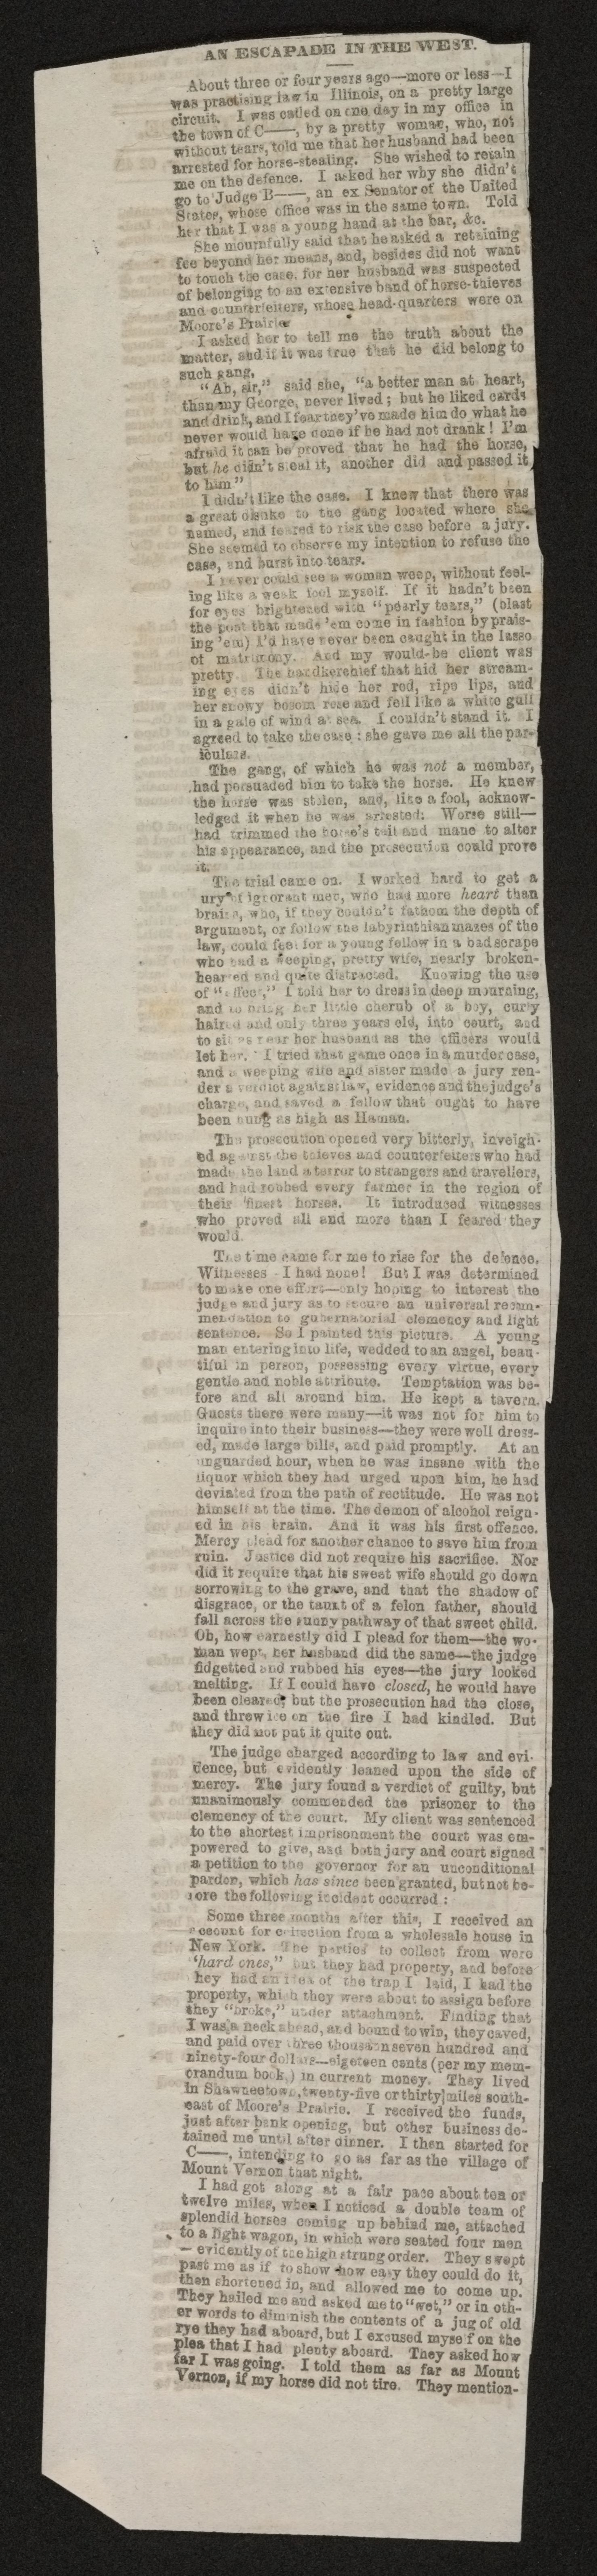 AN ESCAPADE IN THE WEST.
About three or four years ago—more or less—I
was practising law in Illinois, on a pretty large
circuit. I was called on one day in my office in
the town of C——, by a pretty woman, who, not
without tears, told me that her husband had been
arrested for horse-stealing. She wished to retain
me on the defence. I asked her why she didn't
go to Judge B——, an ex Senator of the United
States, whose office was in the same town. Told
her that I was a young hand at the bar, &c.
She mournfully said that he asked a retaining
fee beyond her means, and, besides did not want
to touch the case, for her husband was suspected
of belonging to an extensive band of horse-thieves
and counterfeiters, whose head-quarters were on
Moore's Prairie
I asked her to tell me the truth about the
matter, and if it was true that he did belong to
such gang.
"Ah, sir," said she, "a better man at heart,
than my George, never lived; but he liked cards
and drink, and I fear they've made him do what he
never would have done if he had not drank! I'm
afraid it can be proved that he had the horse,
but he didn't steal it, another did and passed it
to him"
I didn't like the case. I knew that there was
a great dislike to the gang located where she
named, and feared to risk the case before a jury.
She seemed to observe my intention to refuse the
case, and burst into tears.
I never could see a woman weep, without feel-
ing like a weak fool myself. If it hadn't been
for eyes brightened with "pearly tears," (blast
the poet that made 'em come in fashion by prais-
ing 'em) I'd have never been caught in the lasso
of matrimony. And my would-be client was
pretty. The handkerchief that hid her stream-
ing eyes didn't hide her red, ripe lips, and
her snowy bosom rose and fell like a white gull
in a gale of wind at sea. I couldn't stand it. I
agreed to take the case: she gave me all the par-
iculars.
The gang, of which he was not a member,
had persuaded him to take the horse. He knew
the horse was stolen, and, like a fool, acknow-
ledged it when he was arrested. Worse still—
had trimmed the horse's tail and mane to alter
his appearance, and the prosecution could prove
it.
The trial came on. I worked hard to get a
ury of ignorant men, who had more heart than
brains, who, if they couldn't fathom the depth of
argument, or follow the labyrinthian mazes of the
law, could feel for a young fellow in a bad scrape
who had a weeping, pretty wife, nearly broken-
hearted and quite distracted. Knowing the use
of "effect," I told her to dress in deep mourning,
and to bring her little cherub of a boy, curly
haired and only three years old, into court, and
to sit as near her husband as the officers would
let her. I tried that game once in a murder case,
and a weeping wife and sister made a jury ren-
der a verdict against law, evidence and the judge's
charge, and saved a fellow that ought to have
been hung as high as Haman.
The prosecution opened very bitterly, inveigh-
ed against the thieves and counterfeiters who had
made the land a terror to strangers and travellers,
and had robbed every farmer in the region of
their finest horses. It introduced witnesses
who proved all and more than I feared they
would.
The time came for me to rise for the defence.
Witnesses I had none! But I was determined
to make one effort—only hoping to interest the
judge and jury as to secure an universal recom-
mendation to gubernatorial clemency and light
sentence. So I painted this picture. A young
man entering into life, wedded to an angel, beau-
tiful in person, possessing every virtue, every
gentle and noble attribute. Temptation was be-
fore and all around him. He kept a tavern.
Guests there were many—it was not for him to
inquire into their business—they were well dress-
ed, made large bills, and paid promptly. At an
unguarded hour, when he was insane with the
liquor which they had urged upon him, he had
deviated from the path of rectitude. He was not
himself at the time. The demon of alcohol reign-
ed in his brain. And it was his first offence.
Mercy plead for another chance to save him from
ruin. Justice did not require his sacrifice. Nor
did it require that his sweet wife should go down
sorrowing to the grave, and that the shadow of
disgrace, or the taunt of a felon father, should
fall across the sunny pathway of that sweet child.
Oh, how earnestly did I plead for them—the wo-
man wept, her husband did the same—the judge
fidgetted and rubbed his eyes—the jury looked
melting. If I could have closed, he would have
been cleared; but the prosecution had the close,
and threw ice on the fire I had kindled. But
they did not put it quite out.
The judge charged according to law and evi-
dence, but evidently leaned upon the side of
mercy. The jury found a verdict of guilty, but
unanimously commended the prisoner to the
clemency of the court. My client was sentenced
to the shortest imprisonment the court was em-
powered to give, and both jury and court signed
a petition to the governor for an unconditional
pardon, which has since been granted, but not be-
fore the following incident occurred:
Some three months after this, I received an
account for collection from a wholesale house in
New York. The parties to collect from were
'hard ones," but they had property, and before
hey had an idea of the trap I laid, I had the
property, which they were about to assign before
they "broke," under attachment. Finding that
I was a neck ahead, and bound to win, they caved,
and paid over three thousan seven hundred and
ninety-four dollars—eigeteen cents (per my mem-
orandum book,) in current money. They lived
in Shawneetown, twenty-five or thirty miles south-
east of Moore's Prairie. I received the funds,
just after bank opening, but other business de-
tained me until after dinner. I then started for
C——, intending to go as far as the village of
Mount Vernon that night.
I had got along at a fair pace about ten or
twelve miles, when I noticed a double team of
splendid horses coming up behind me, attached
to a light wagon, in which were seated four men
— evidently of the high strung order. They swept
past me as if to show how easy they could do it,
then shortened in, and allowed me to come up.
They hailed me and asked me to "wet," or in oth-
er words to diminish the contents of a jug of old
rye they had aboard, but I excused myself on the
plea that I had plenty aboard. They asked how
far I was going. I told them as far as Mount
Vernon, if my horse did not tire. They mention-